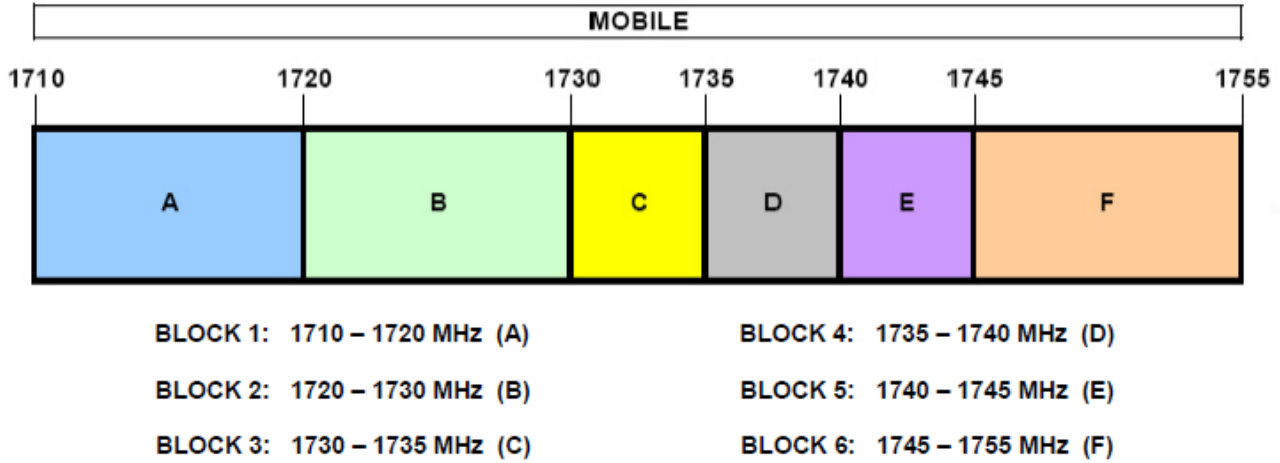 MOBILE
1710 1720 1730 1735 1740 1745 1755
A B C D E F
BLOCK 1: 1710 – 1720 MHz (A)
BLOCK 4: 1735 – 1740 MHz (D)
BLOCK 2: 1720 – 1730 MHz (B)
BLOCK 5: 1740 – 1745 MHz (E)
BLOCK 3: 1730 – 1735 MHz (C)
BLOCK 6: 1745 – 1755 MHz (F)